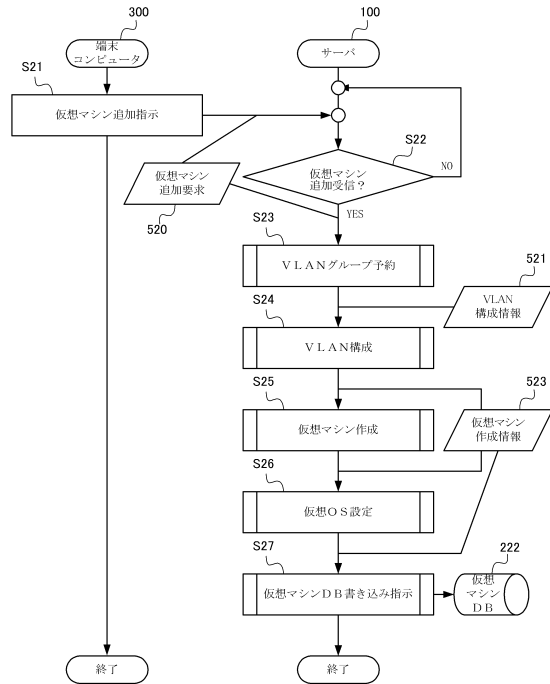 300
端末
コンピュータ
100
サーバ
S21
仮想マシン追加指示
S22
仮想マシン
追加受信？
NO
YES
仮想マシン
追加要求
520
S23
ＶＬＡＮグループ予約
521
VLAN
構成情報
S24
ＶＬＡＮ構成
S25
仮想マシン作成
523
仮想マシン
作成情報
S26
仮想ＯＳ設定
S27
仮想マシンＤＢ書き込み指示
222
仮想
マシン
ＤＢ
終了
終了